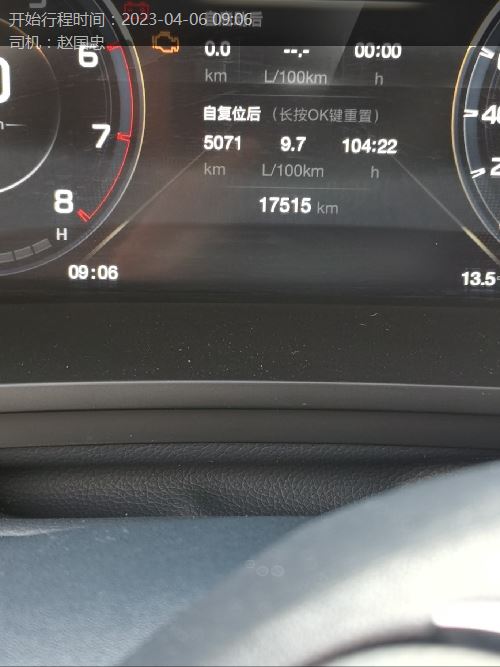 开始行程时间：2023-04-06 09:06
司机：赵国忠
0.0 --.- 00:00
km L/100km h
自复位后 （长按OK键重置）
5071 9.7 104:22
km L/100km h
17515 km
6
7
8
H
09:06
13.5